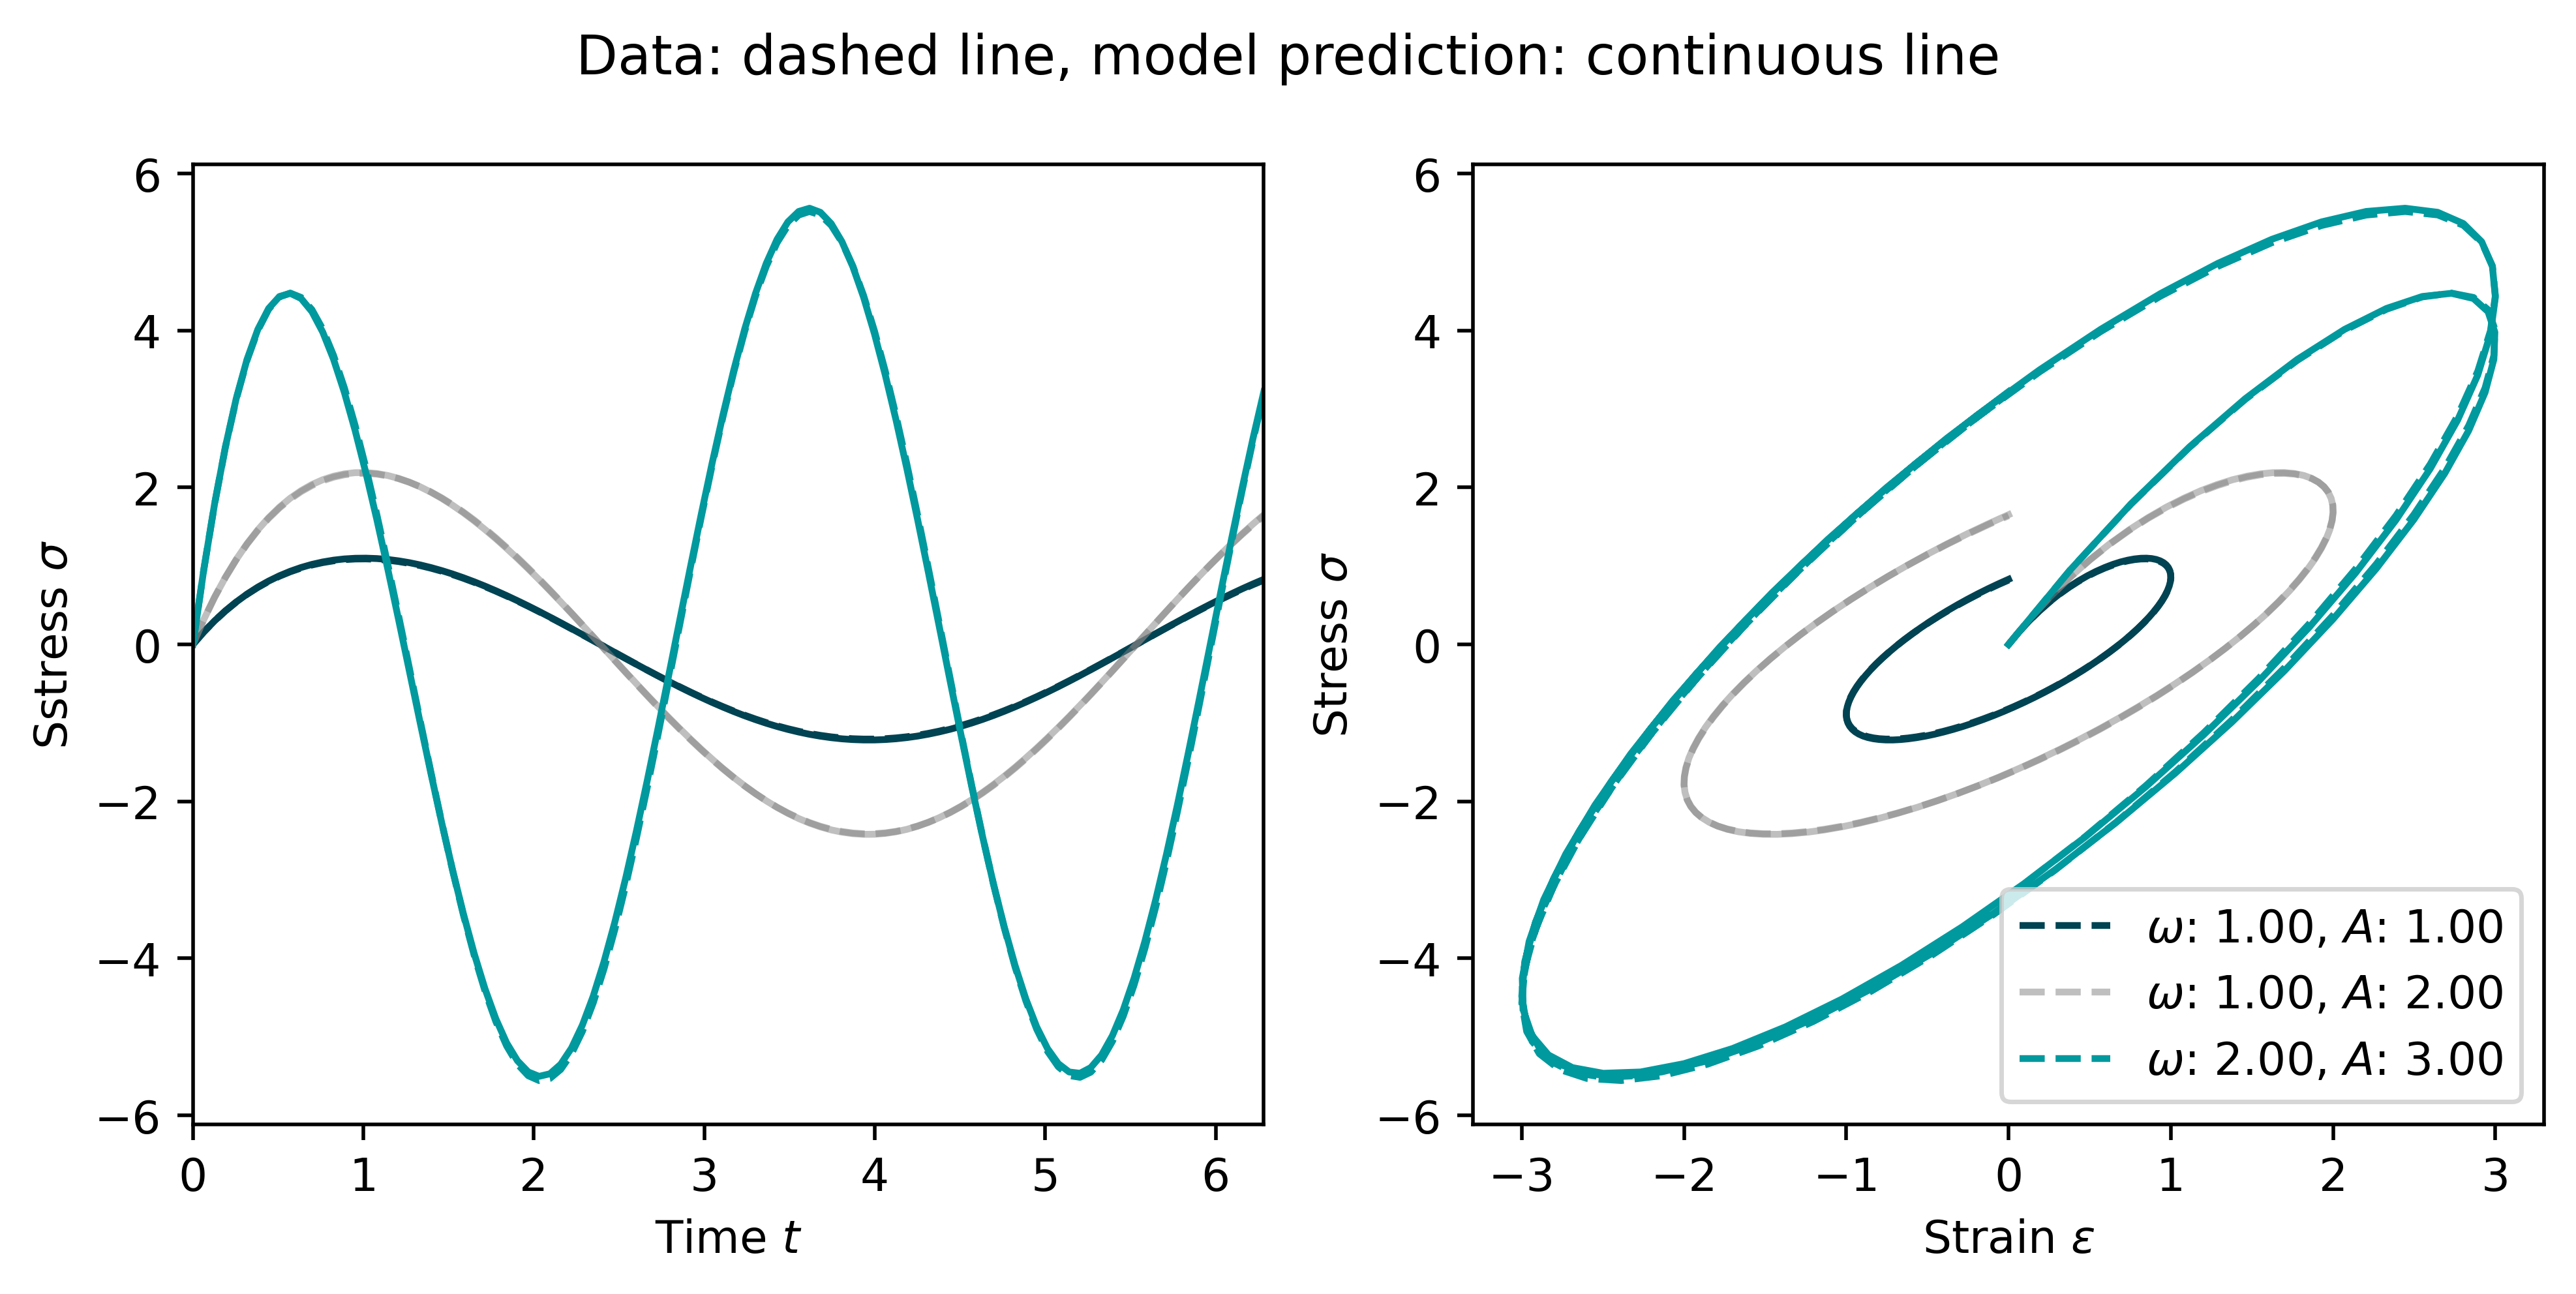 Data: dashed line, model prediction: continuous line
6
4
2
0
−2
−4
−6
Sstress σ
0 1 2 3 4 5 6
Time t
6
4
2
0
−2
−4
−6
Stress σ
−3 −2 −1 0 1 2 3
Strain ε
ω: 1.00, A: 1.00
ω: 1.00, A: 2.00
ω: 2.00, A: 3.00